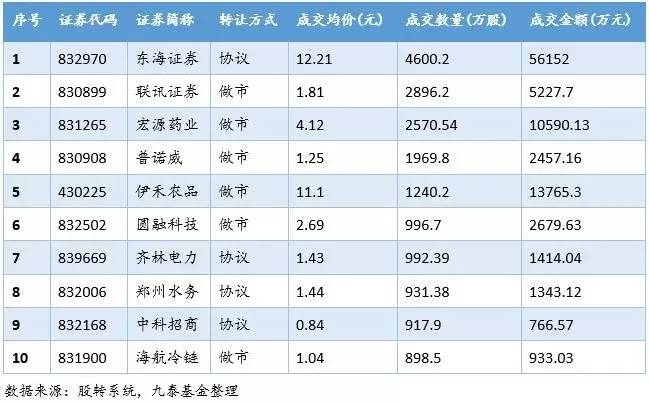 序号 证券代码 证券简称 转让方式 成交均价(元) 成交数量(万股) 成交金额(万元)
1 832970 东海证券 协议 12.21 4600.2 56152
2 830899 联讯证券 做市 1.81 2896.2 5227.7
3 831265 宏源药业 做市 4.12 2570.54 10590.13
4 830908 普诺威 做市 1.25 1969.8 2457.16
5 430225 伊禾农品 做市 11.1 1240.2 13765.3
6 832502 圆融科技 做市 2.69 996.7 2679.63
7 839669 齐林电力 协议 1.43 992.39 1414.04
8 832006 郑州水务 协议 1.44 931.38 1343.12
9 832168 中科招商 协议 0.84 917.9 766.57
10 831900 海航冷链 做市 1.04 898.5 933.03
数据来源：股转系统，九泰基金整理